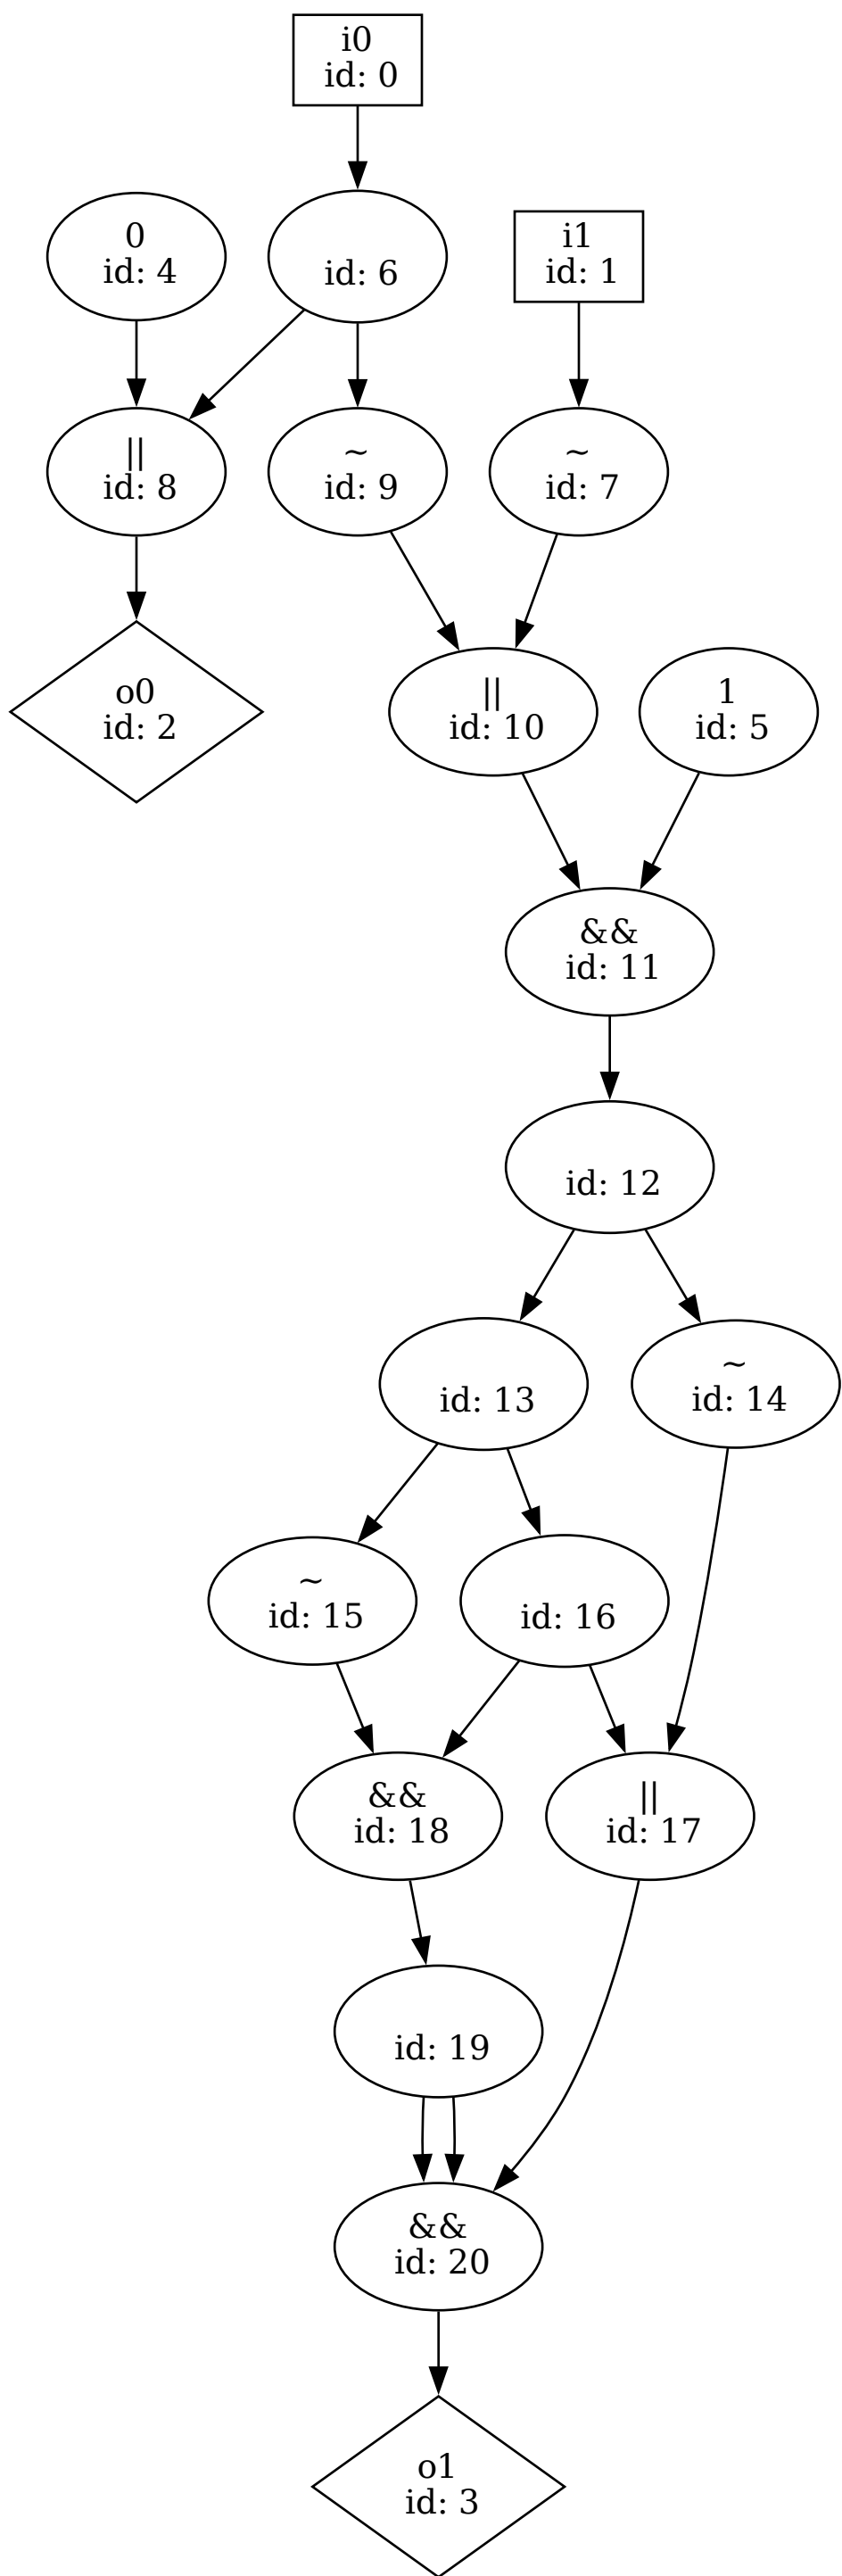 i0
id: 0
0
id: 4
id: 6
i1
id: 1
||
id: 8
~
id: 9
~
id: 7
o0
id: 2
||
id: 10
1
id: 5
&&
id: 11
id: 12
id: 13
~
id: 14
~
id: 15
id: 16
&&
id: 18
||
id: 17
id: 19
&&
id: 20
o1
id: 3